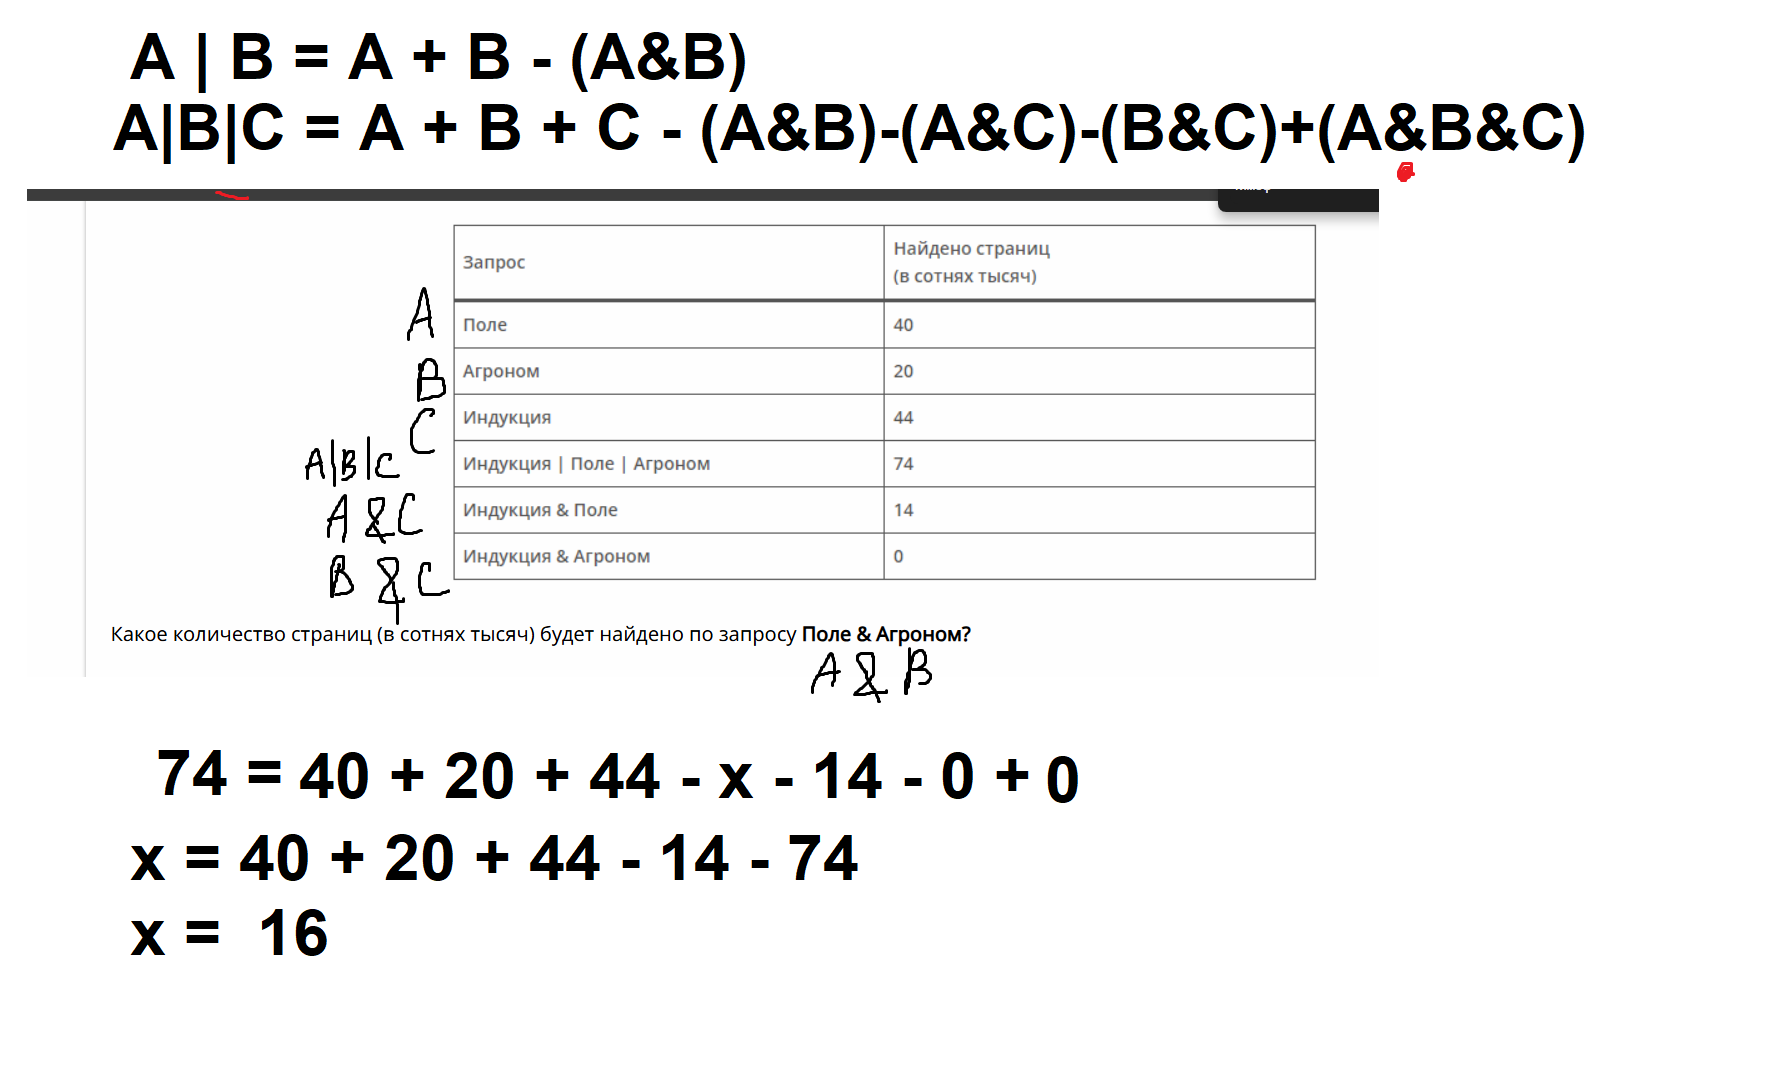 A | B = A + B - (A&B)
A|B|C = A + B + C - (A&B)-(A&C)-(B&C)+(A&B&C)
Запрос Найдено страниц
(в сотнях тысяч)
A Поле 40
B Агроном 20
C Индукция 44
A|B|C Индукция | Поле | Агроном 74
A & C Индукция & Поле 14
B & C Индукция & Агроном 0
Какое количество страниц (в сотнях тысяч) будет найдено по запросу Поле & Агроном?
A & B
74 = 40 + 20 + 44 - x - 14 - 0 + 0
x = 40 + 20 + 44 - 14 - 74
x = 16